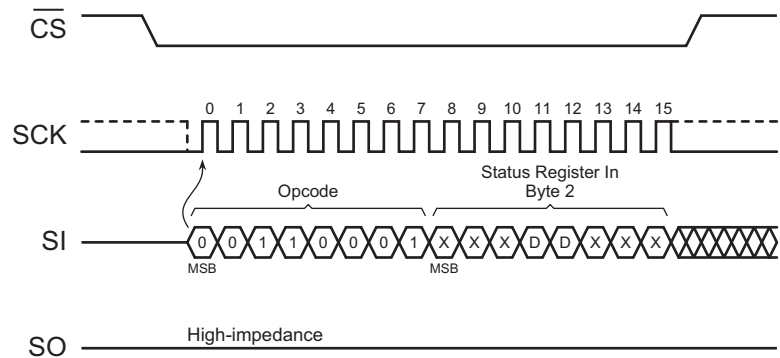 CS
SCK
0 1 2 3 4 5 6 7 8 9 10 11 12 13 14 15
Opcode
Status Register In
Byte 2
SI
0 0 1 1 0 0 0 1 X X X D D X X X
MSB MSB
SO
High-impedance